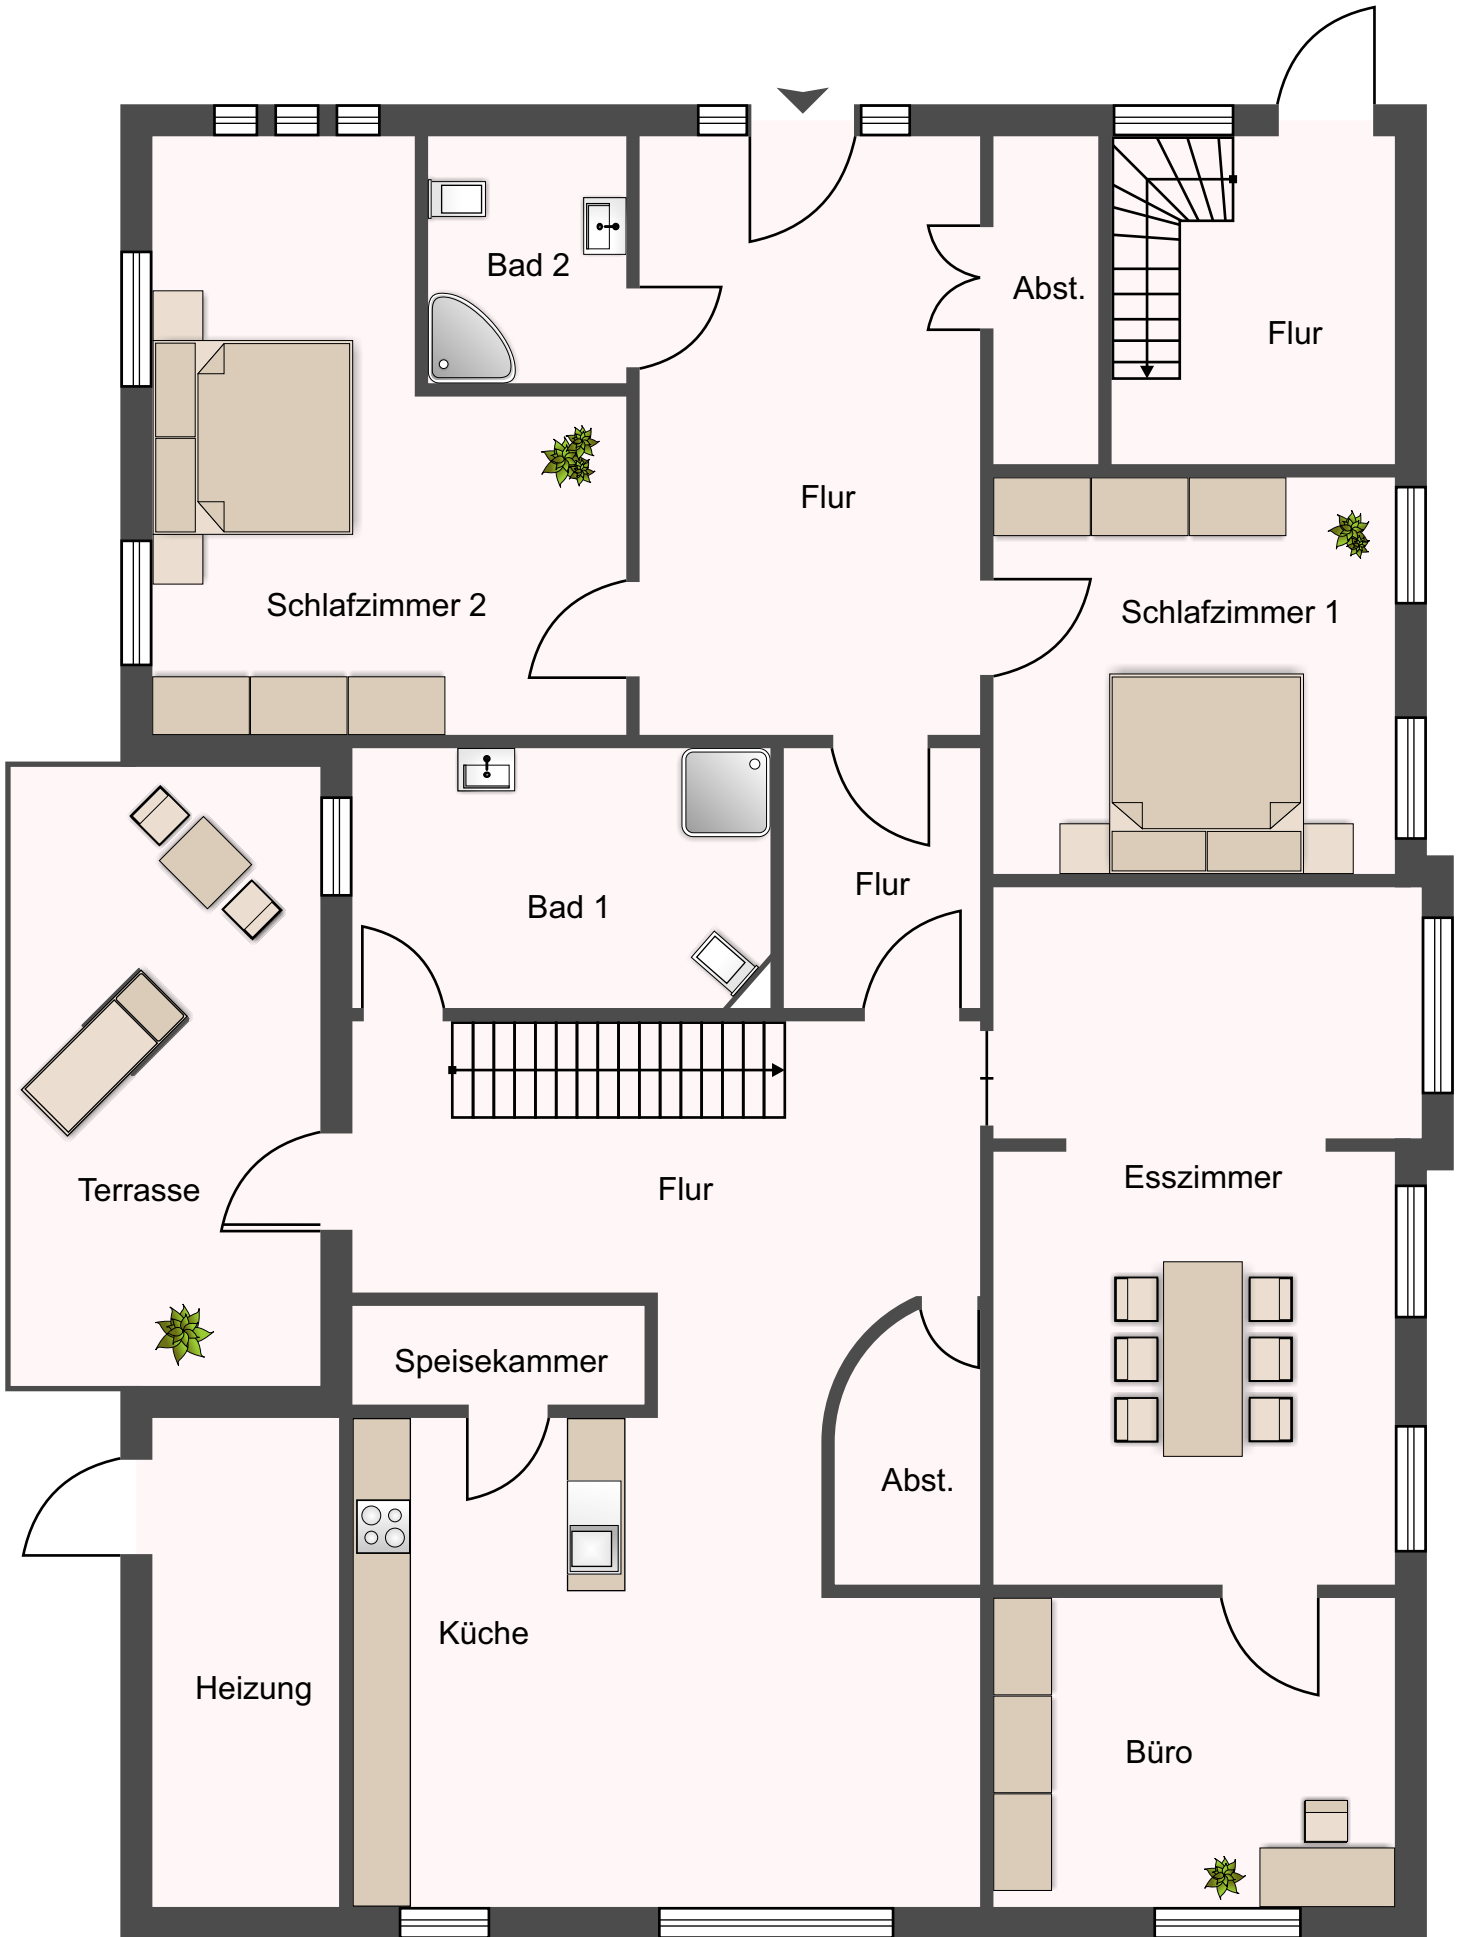 Bad 2
Abst.
Flur
Flur
Schlafzimmer 2
Schlafzimmer 1
Flur
Bad 1
Esszimmer
Terrasse
Flur
Speisekammer
Abst.
Küche
Heizung
Büro